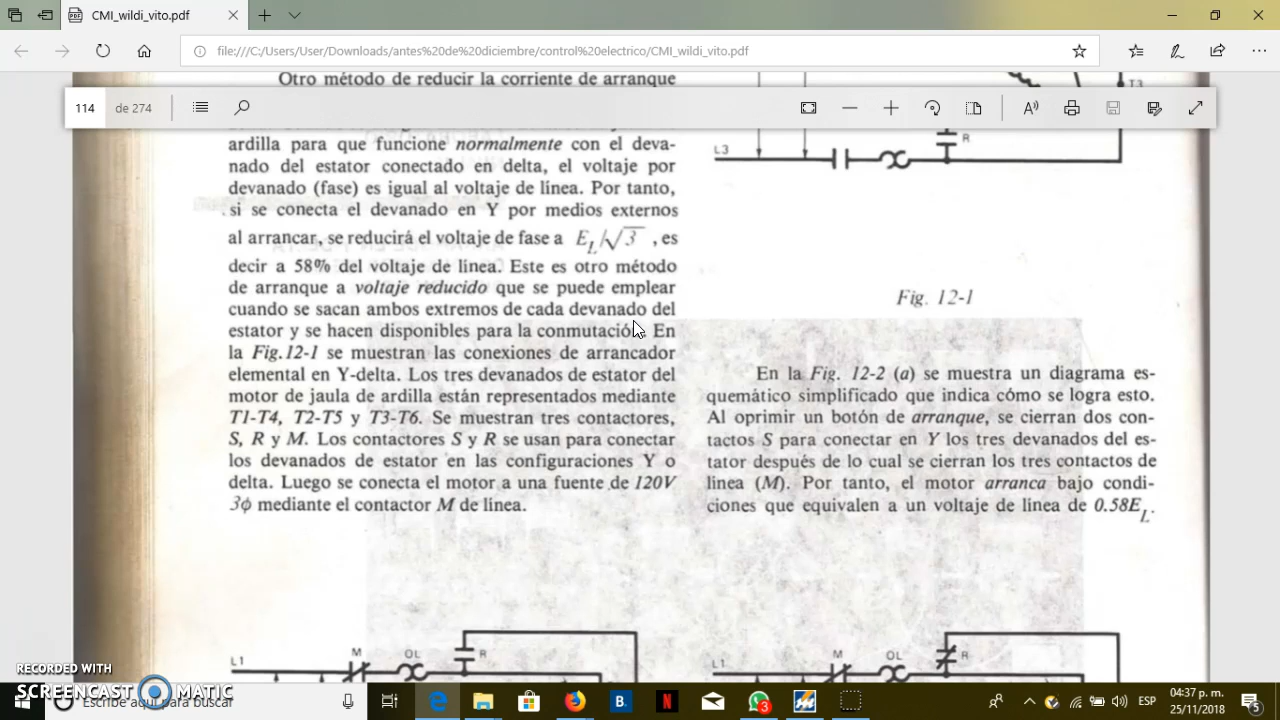 CMI_wildi_vito.pdf
file:///C:/Users/User/Downloads/antes%20de%20diciembre/control%20electrico/CMI_wildi_vito.pdf
114 de 274
Otro método de reducir la corriente de arranque
ardilla para que funcione normalmente con el deva-
nado del estator conectado en delta, el voltaje por
devanado (fase) es igual al voltaje de línea. Por tanto,
si se conecta el devanado en Y por medios externos
al arrancar, se reducirá el voltaje de fase a E_L/√3, es
decir a 58% del voltaje de línea. Este es otro método
de arranque a voltaje reducido que se puede emplear
cuando se sacan ambos extremos de cada devanado del
estator y se hacen disponibles para la conmutación. En
la Fig. 12-1 se muestran las conexiones de arrancador
elemental en Y-delta. Los tres devanados de estator del
motor de jaula de ardilla están representados mediante
T1-T4, T2-T5 y T3-T6. Se muestran tres contactores,
S, R y M. Los contactores S y R se usan para conectar
los devanados de estator en las configuraciones Y o
delta. Luego se conecta el motor a una fuente de 120V
3ϕ mediante el contactor M de línea.
T3
R
L3
Fig. 12-1
En la Fig. 12-2 (a) se muestra un diagrama es-
quemático simplificado que indica cómo se logra esto.
Al oprimir un botón de arranque, se cierran dos con-
tactos S para conectar en Y los tres devanados del es-
tator después de lo cual se cierran los tres contactos de
línea (M). Por tanto, el motor arranca bajo condi-
ciones que equivalen a un voltaje de línea de 0.58E_L.
L1 M OL R
L1 M OL R
RECORDED WITH
SCREENCAST MATIC
Escribe aquí para buscar
B.
N
3
ESP
04:37 p. m.
25/11/2018
5